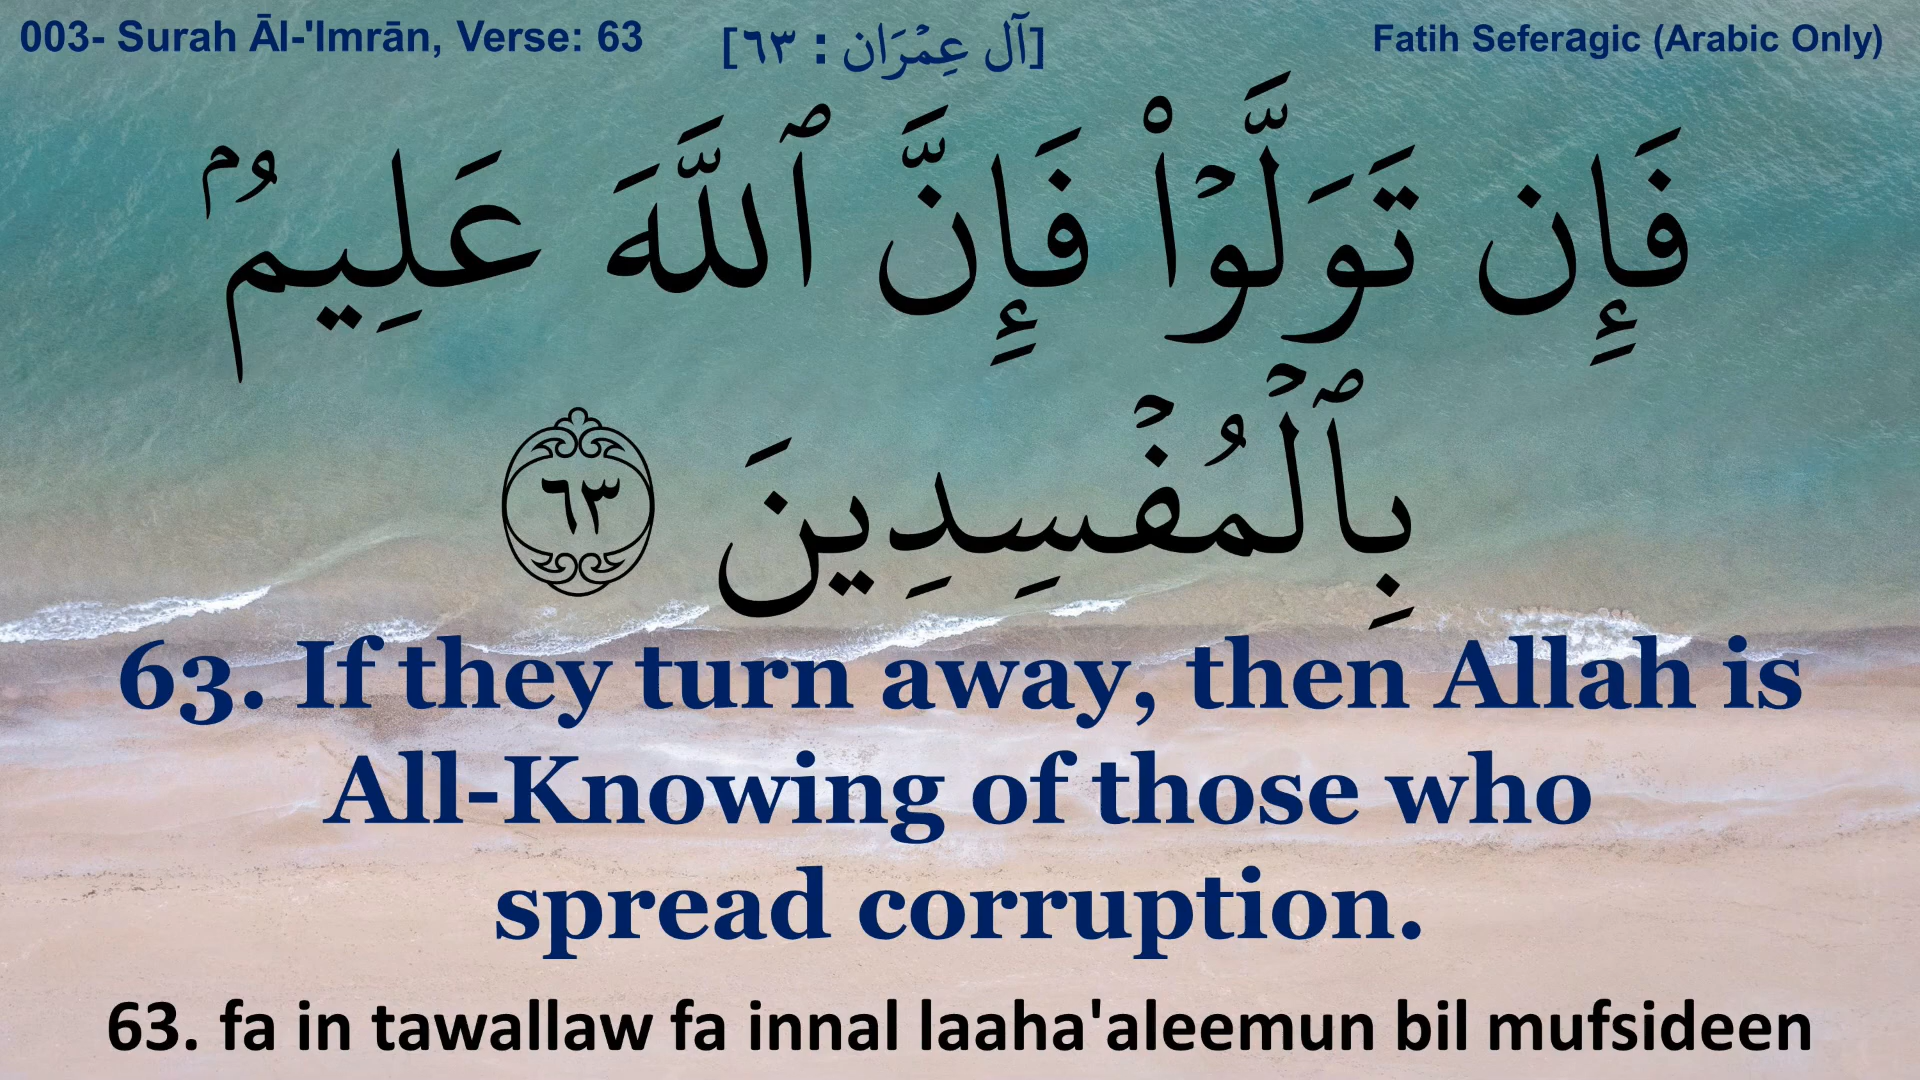 003- Surah Āl-'Imrān, Verse: 63
[آل عِمْرَان : ٦٣]
Fatih Seferagic (Arabic Only)
فَإِن تَوَلَّوۡاْ فَإِنَّ ٱللَّهَ عَلِيمُۢ
بِٱلۡمُفۡسِدِينَ ٦٣
63. If they turn away, then Allah is
All-Knowing of those who
spread corruption.
63. fa in tawallaw fa innal laaha'aleemun bil mufsideen